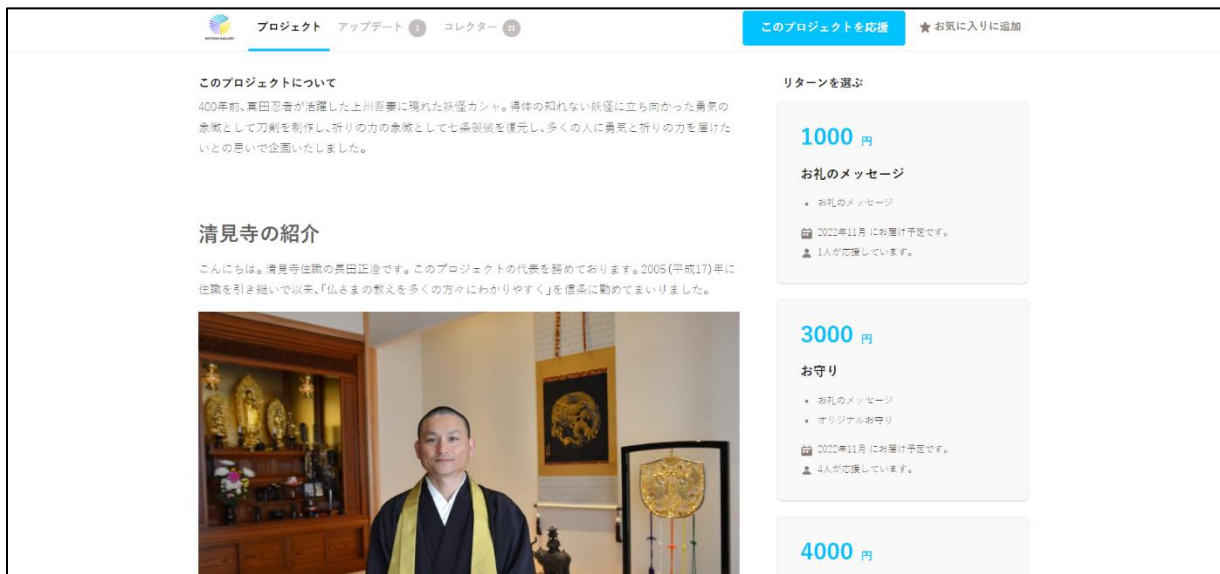 プロジェクト アップデート 1 コレクター 21
このプロジェクトを応援 お気に入りに追加
このプロジェクトについて
400年前、真田忍者が活躍した上州吾妻に現れた妖怪カシャ。得体の知れない妖怪に立ち向かった勇気の
象徴として刀剣を制作し、祈りの力の象徴として七条袈裟を復元し、多くの人に勇気と祈りの力を届けた
いとの思いで企画いたしました。
清見寺の紹介
こんにちは。清見寺住職の長田正澄です。このプロジェクトの代表を務めております。2005(平成17)年に
住職を引き継いで以来、「仏さまの教えを多くの方々にわかりやすく」を信条に勤めてまいりました。
リターンを選ぶ
1000 円
お礼のメッセージ
お礼のメッセージ
2022年11月 にお届け予定です。
1人が応援しています。
3000 円
お守り
お礼のメッセージ
オリジナルお守り
2022年11月 にお届け予定です。
4人が応援しています。
4000 円